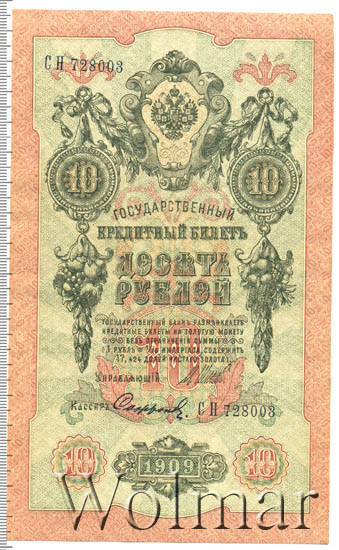 СН 728003
10 10
ГОСУДАРСТВЕННЫЙ
КРЕДИТНЫЙ БИЛЕТЪ
ДЕСЯТЬ
РУБЛЕЙ
ГОСУДАРСТВЕННЫЙ БАНКЪ РАЗМѢНИВАЕТЪ
КРЕДИТНЫЕ БИЛЕТЫ НА ЗОЛОТУЮ МОНЕТУ
БЕЗЪ ОГРАНИЧЕНІЯ СУММЫ
(1 РУБЛЬ = 1/15 ИМПЕРІАЛА, СОДЕРЖИТЪ
17,424 ДОЛЕЙ ЧИСТАГО ЗОЛОТА)
УПРАВЛЯЮЩІЙ
10
Кассиръ СН 728003
10 1909 10
Wolmar